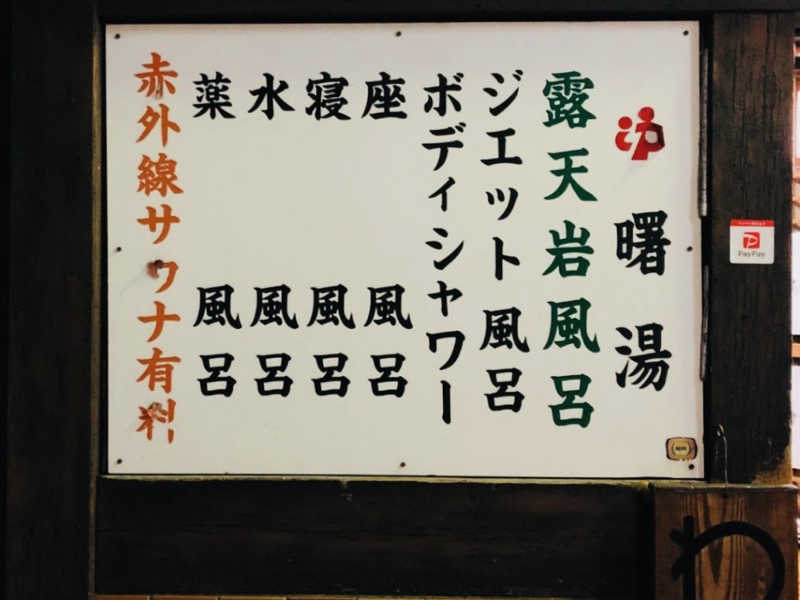 ゆ
曙湯
露天岩風呂
ジエット風呂
ボディシャワー
座風呂
寝風呂
水風呂
薬風呂
赤外線サウナ有料
PayPay
わ